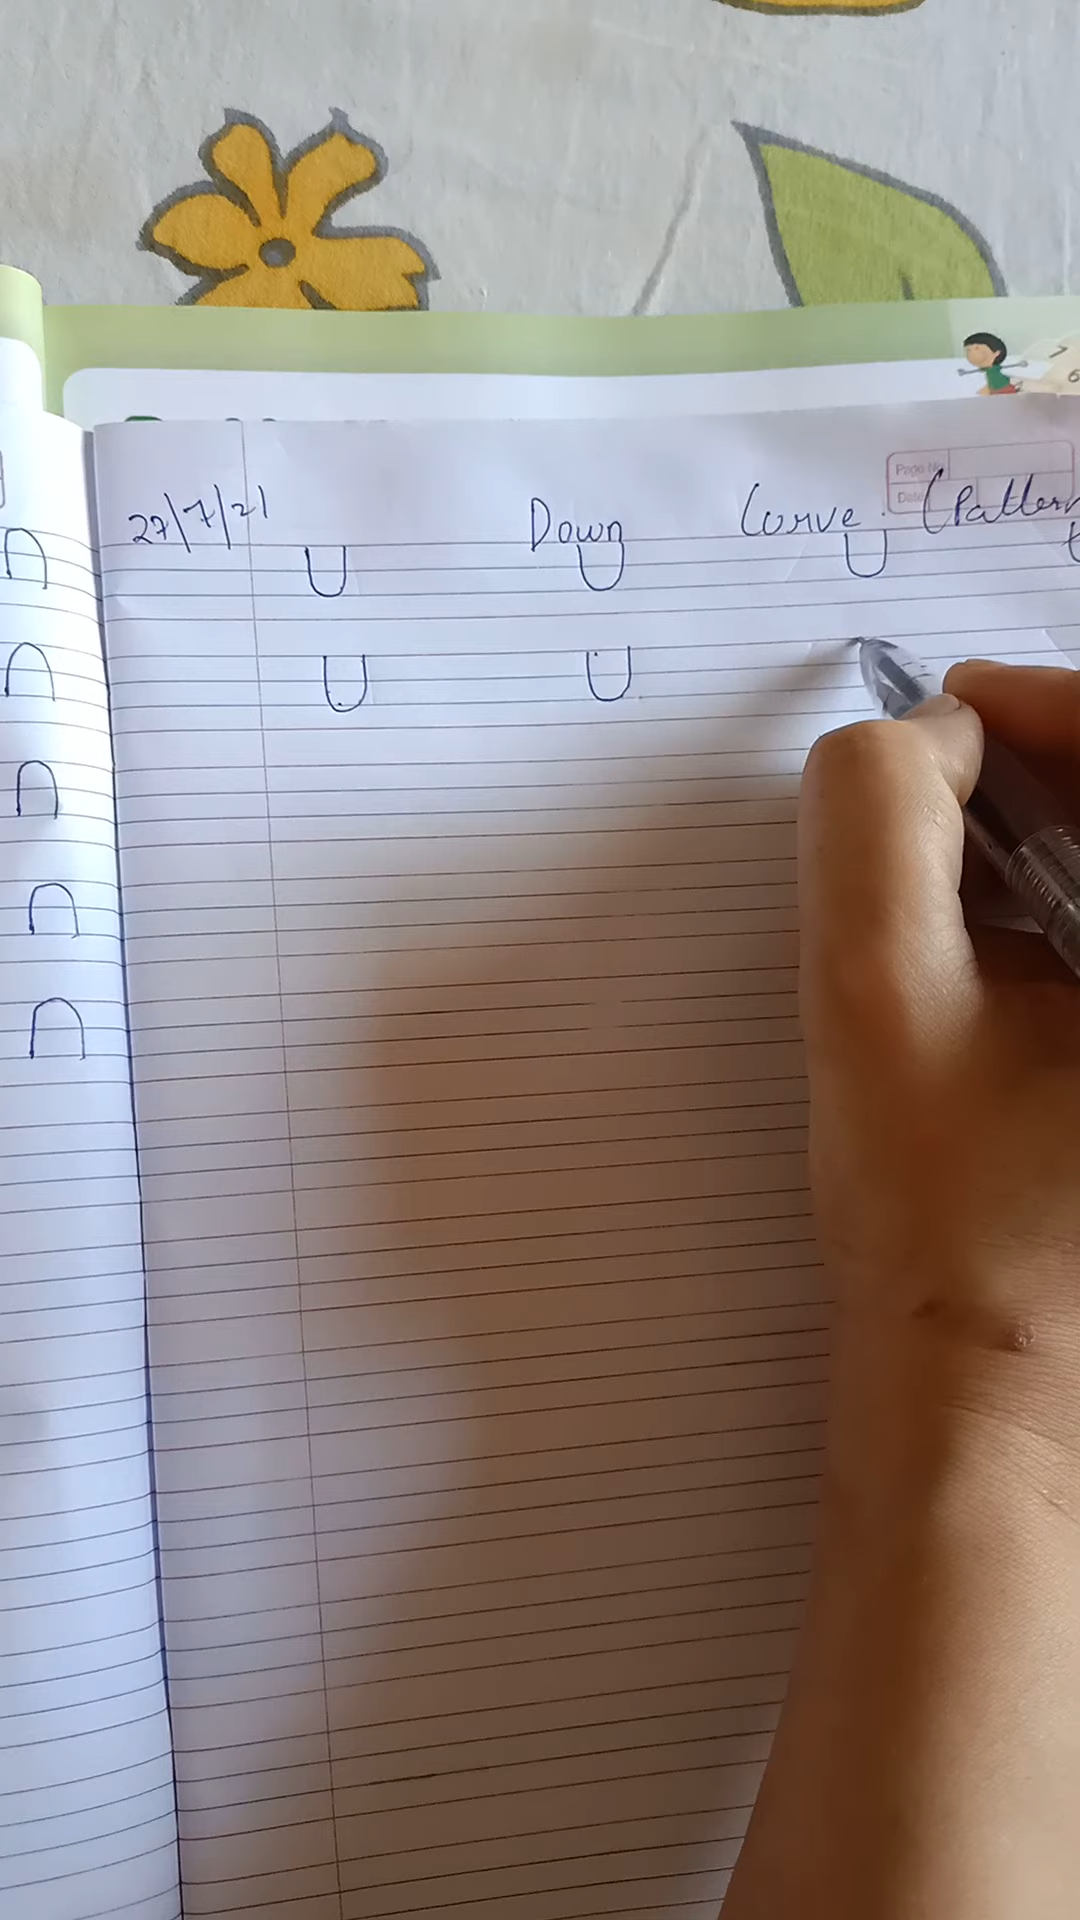 27/7/21 Down Curve. (Pattern
Page No
Date
U U U
U U
∩
∩
∩
∩
∩